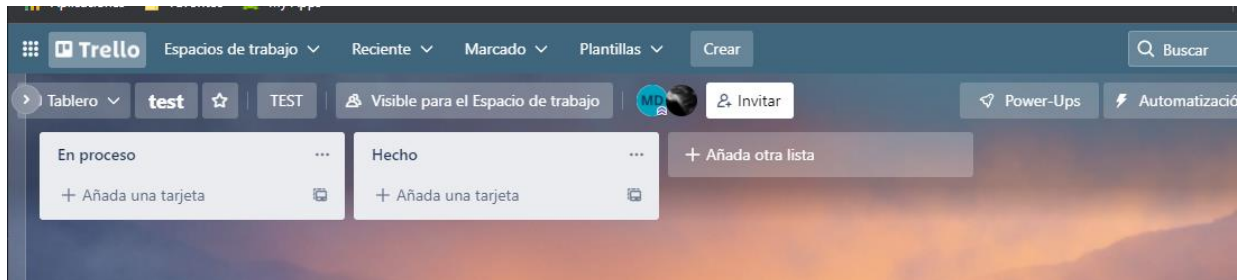 Trello Espacios de trabajo Reciente Marcado Plantillas Crear Buscar
Tablero test TEST Visible para el Espacio de trabajo MD Invitar Power-Ups Automatizació
En proceso Hecho + Añada otra lista
+ Añada una tarjeta + Añada una tarjeta